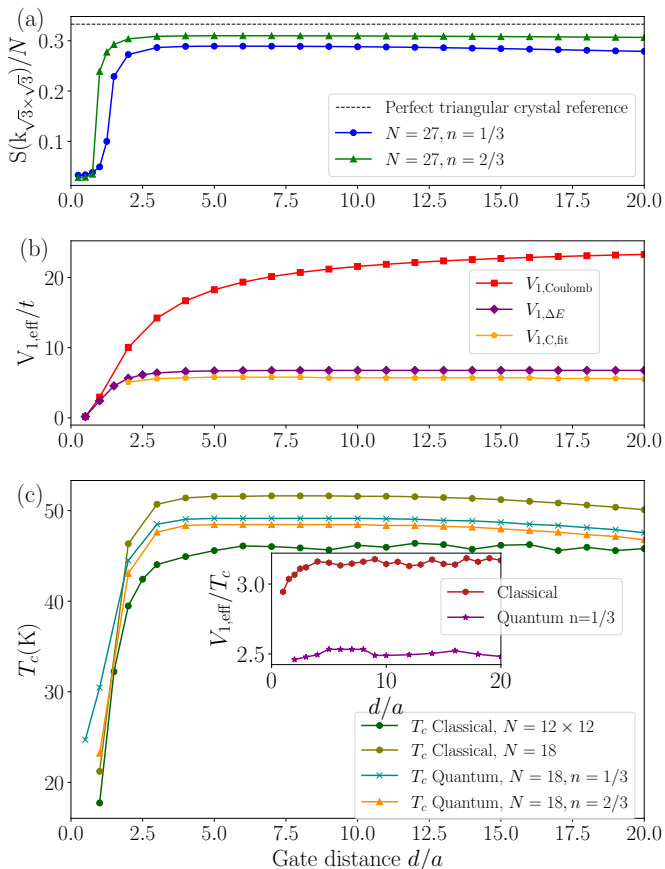 (a)
S(k√3×√3)/N
0.3
0.2
0.1
Perfect triangular crystal reference
N = 27, n = 1/3
N = 27, n = 2/3
0.0 2.5 5.0 7.5 10.0 12.5 15.0 17.5 20.0
(b)
V1,eff/t
20
10
0
V1,Coulomb
V1,ΔE
V1,C,fit
0.0 2.5 5.0 7.5 10.0 12.5 15.0 17.5 20.0
(c)
Tc(K)
50
40
30
20
V1,eff/Tc
3.0
2.5
Classical
Quantum n=1/3
0 10 20
d/a
Tc Classical, N = 12 × 12
Tc Classical, N = 18
Tc Quantum, N = 18, n = 1/3
Tc Quantum, N = 18, n = 2/3
0.0 2.5 5.0 7.5 10.0 12.5 15.0 17.5 20.0
Gate distance d/a